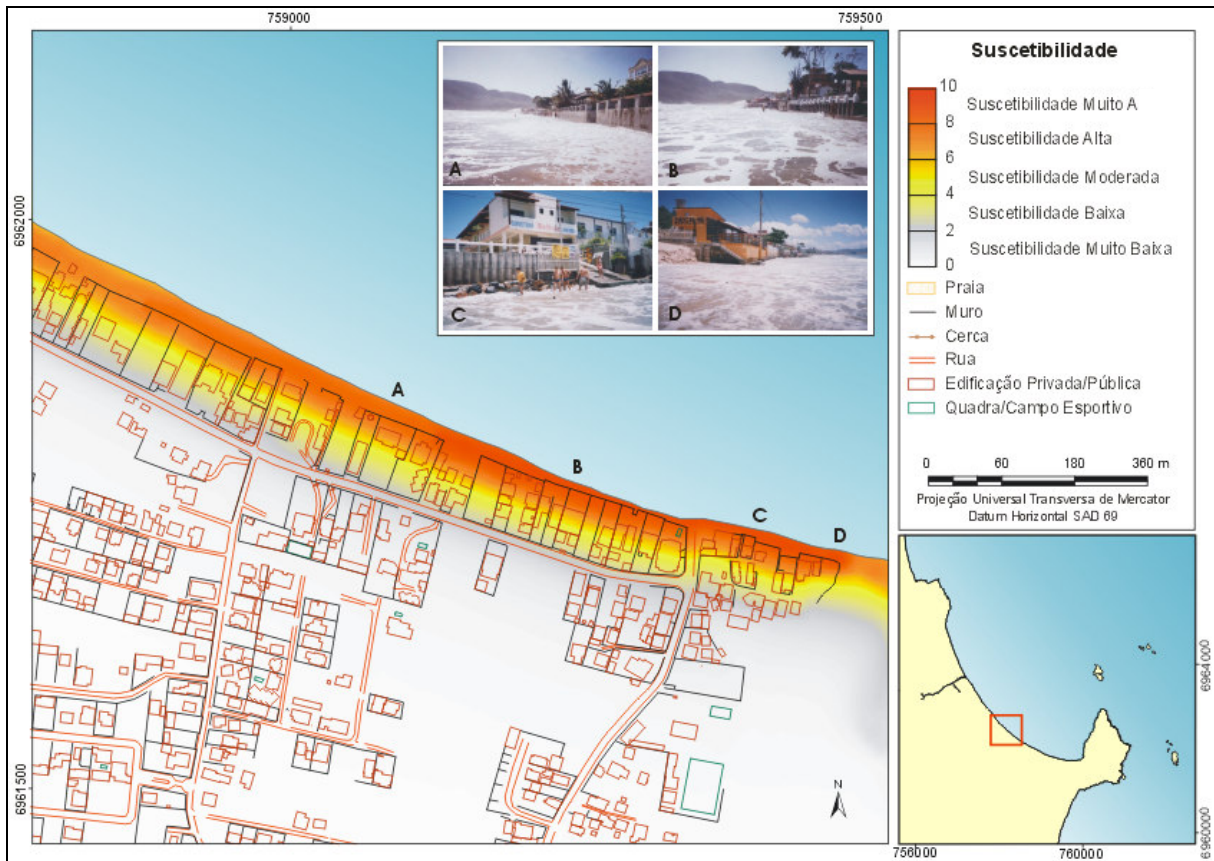 759000
759500
6962000
6961500
A
B
C
D
A
B
C
D
N
Suscetibilidade
10
Suscetibilidade Muito A
8
Suscetibilidade Alta
6
Suscetibilidade Moderada
4
Suscetibilidade Baixa
2
Suscetibilidade Muito Baixa
0
Praia
Muro
Cerca
Rua
Edificação Privada/Pública
Quadra/Campo Esportivo
0 60 180 360 m
Projeção Universal Transversa de Mercator
Datum Horizontal SAD 69
6964000
6960000
756000
760000